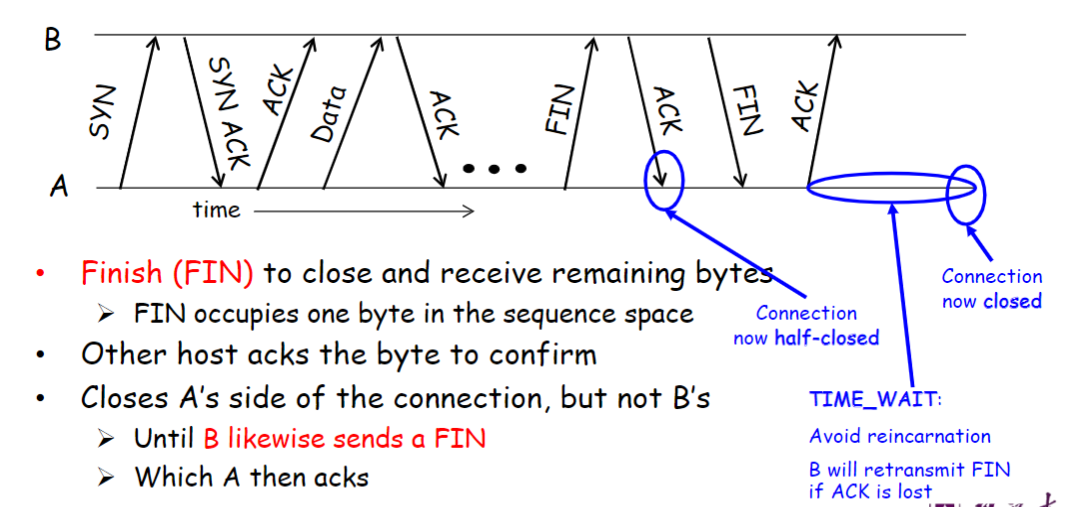 B
SYN
SYN ACK
ACK
Data
ACK
FIN
ACK
FIN
ACK
A
time
• Finish (FIN) to close and receive remaining bytes
➢ FIN occupies one byte in the sequence space
• Other host acks the byte to confirm
• Closes A's side of the connection, but not B's
➢ Until B likewise sends a FIN
➢ Which A then acks
Connection
now half-closed
Connection
now closed
TIME_WAIT:
Avoid reincarnation
B will retransmit FIN
if ACK is lost